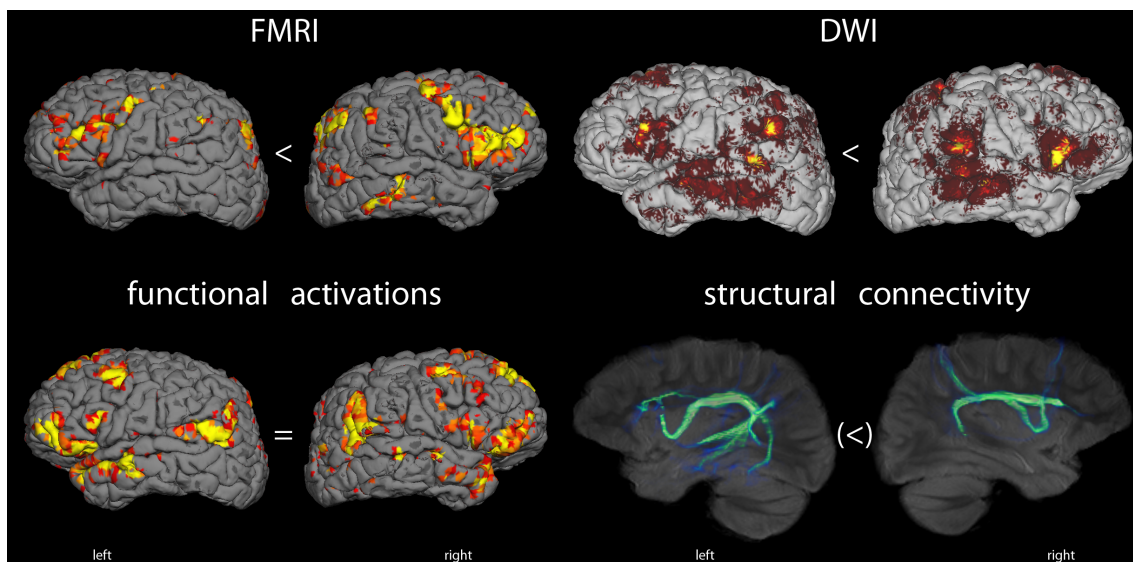 FMRI DWI
< <
functional activations structural connectivity
= (<)
left right left right